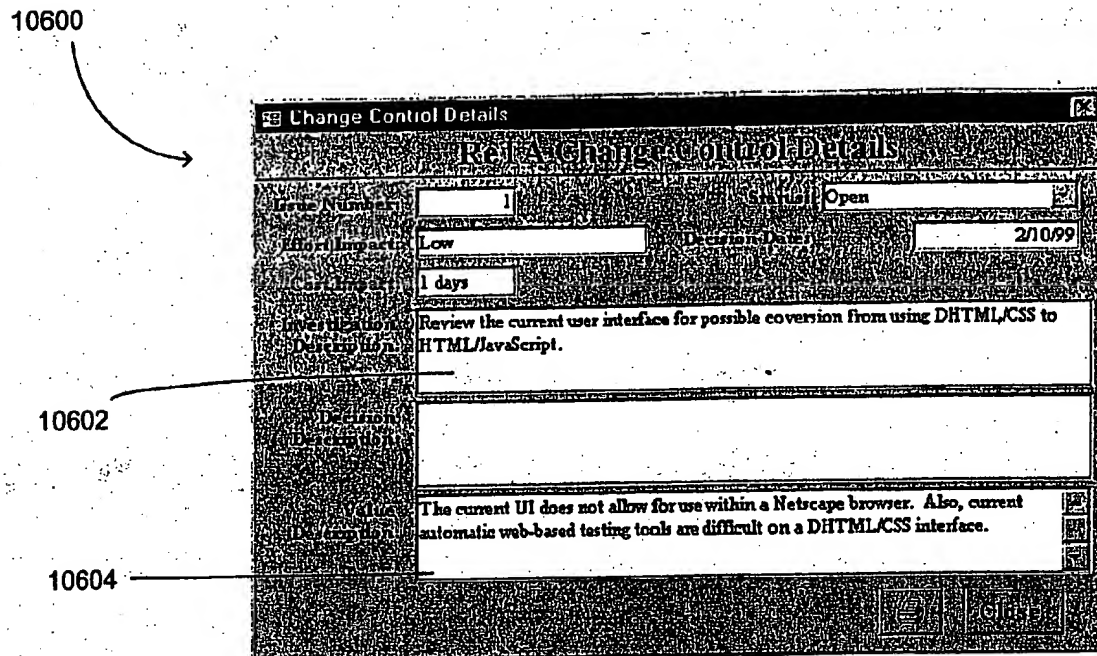 10600
Change Control Details
ReTA Change Control Details
Issue Number: 1
Status: Open
Effort Impact: Low
Decision Date: 2/10/99
Cost Impact: 1 days
Investigation Description: Review the current user interface for possible coversion from using DHTML/CSS to
HTML/JavaScript.
10602
Decision Description:
Value Description: The current UI does not allow for use within a Netscape browser. Also, current
automatic web-based testing tools are difficult on a DHTML/CSS interface.
10604
Close